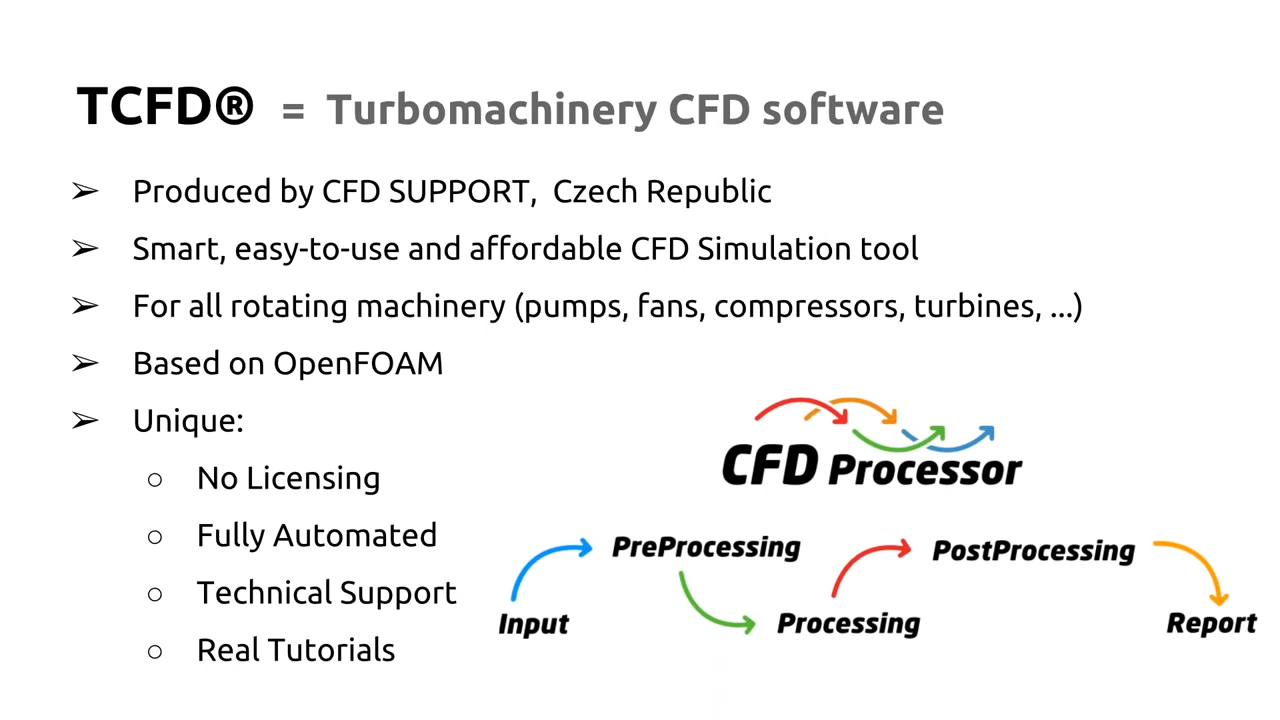 TCFD® = Turbomachinery CFD software
➢ Produced by CFD SUPPORT, Czech Republic
➢ Smart, easy-to-use and affordable CFD Simulation tool
➢ For all rotating machinery (pumps, fans, compressors, turbines, ...)
➢ Based on OpenFOAM
➢ Unique:
○ No Licensing
○ Fully Automated
○ Technical Support
○ Real Tutorials
CFD Processor
Input
PreProcessing
Processing
PostProcessing
Report